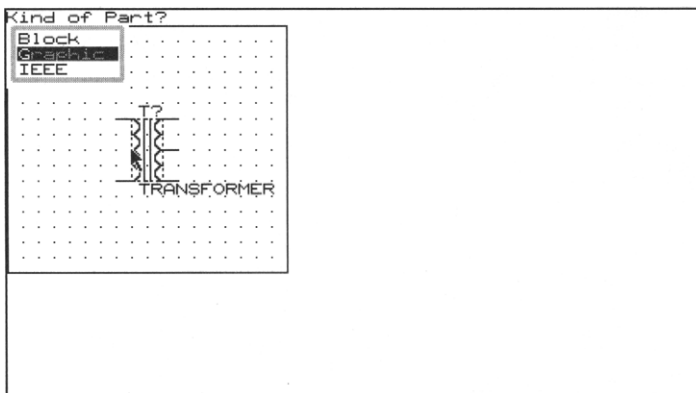 Kind of Part?
Block
Graphic
IEEE
T?
TRANSFORMER